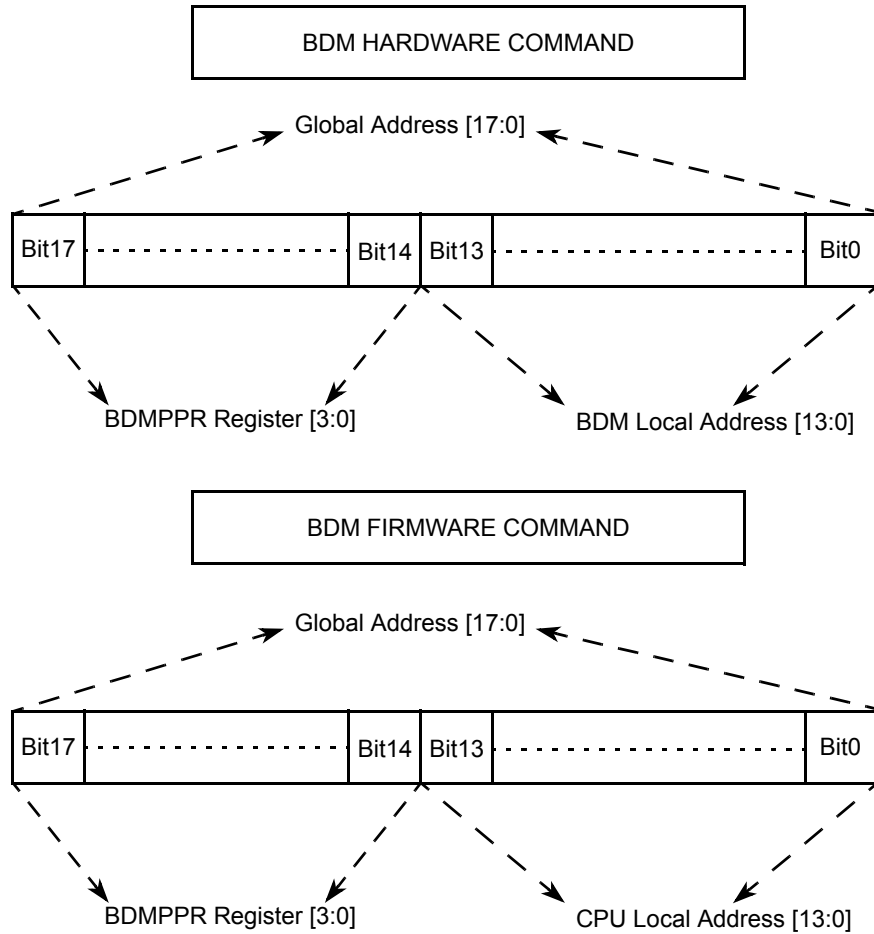 BDM HARDWARE COMMAND
Global Address [17:0]
Bit17 Bit14 Bit13 Bit0
BDMPPR Register [3:0] BDM Local Address [13:0]
BDM FIRMWARE COMMAND
Global Address [17:0]
Bit17 Bit14 Bit13 Bit0
BDMPPR Register [3:0] CPU Local Address [13:0]